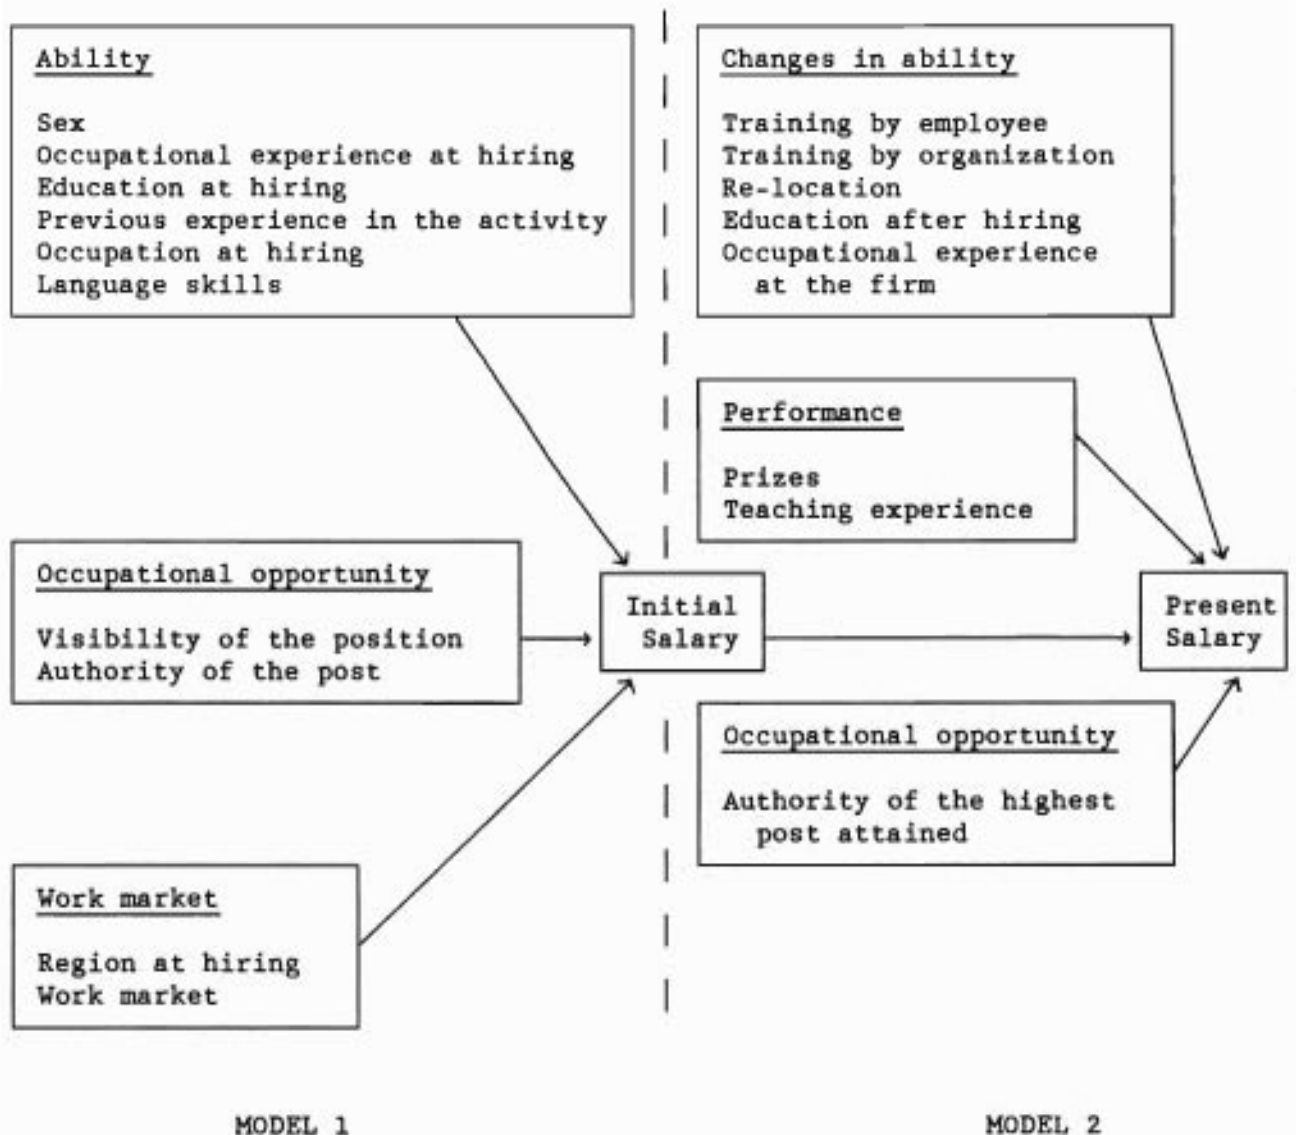 Ability
Sex
Occupational experience at hiring
Education at hiring
Previous experience in the activity
Occupation at hiring
Language skills
Changes in ability
Training by employee
Training by organization
Re-location
Education after hiring
Occupational experience
at the firm
Performance
Prizes
Teaching experience
Occupational opportunity
Visibility of the position
Authority of the post
Initial
Salary
Present
Salary
Occupational opportunity
Authority of the highest
post attained
Work market
Region at hiring
Work market
MODEL 1
MODEL 2